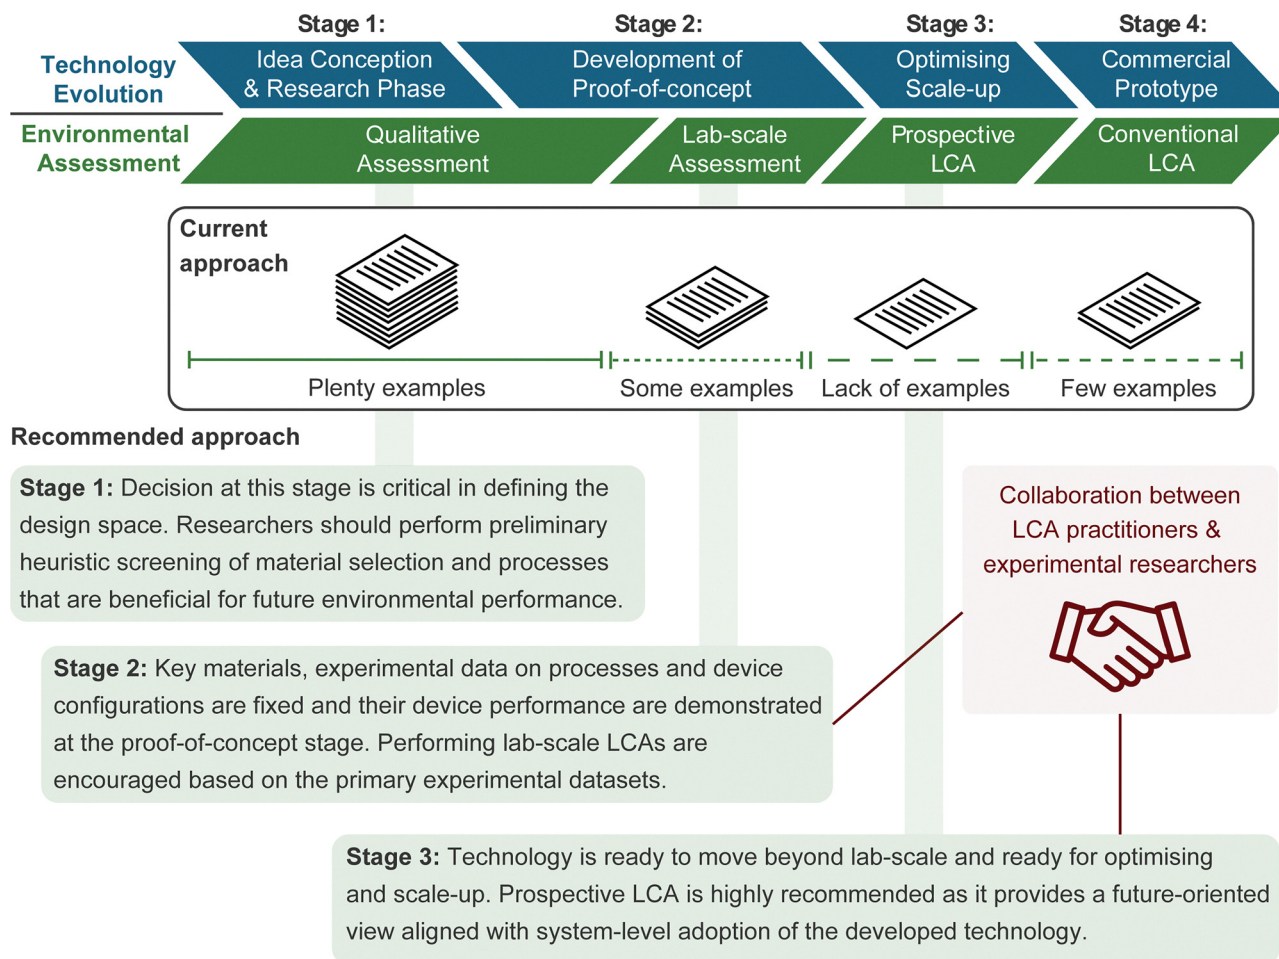 Stage 1:
Stage 2:
Stage 3:
Stage 4:
Technology
Evolution
Idea Conception
& Research Phase
Development of
Proof-of-concept
Optimising
Scale-up
Commercial
Prototype
Environmental
Assessment
Qualitative
Assessment
Lab-scale
Assessment
Prospective
LCA
Conventional
LCA
Current
approach
Plenty examples
Some examples
Lack of examples
Few examples
Recommended approach
Stage 1: Decision at this stage is critical in defining the
design space. Researchers should perform preliminary
heuristic screening of material selection and processes
that are beneficial for future environmental performance.
Collaboration between
LCA practitioners &
experimental researchers
Stage 2: Key materials, experimental data on processes and device
configurations are fixed and their device performance are demonstrated
at the proof-of-concept stage. Performing lab-scale LCAs are
encouraged based on the primary experimental datasets.
Stage 3: Technology is ready to move beyond lab-scale and ready for optimising
and scale-up. Prospective LCA is highly recommended as it provides a future-oriented
view aligned with system-level adoption of the developed technology.